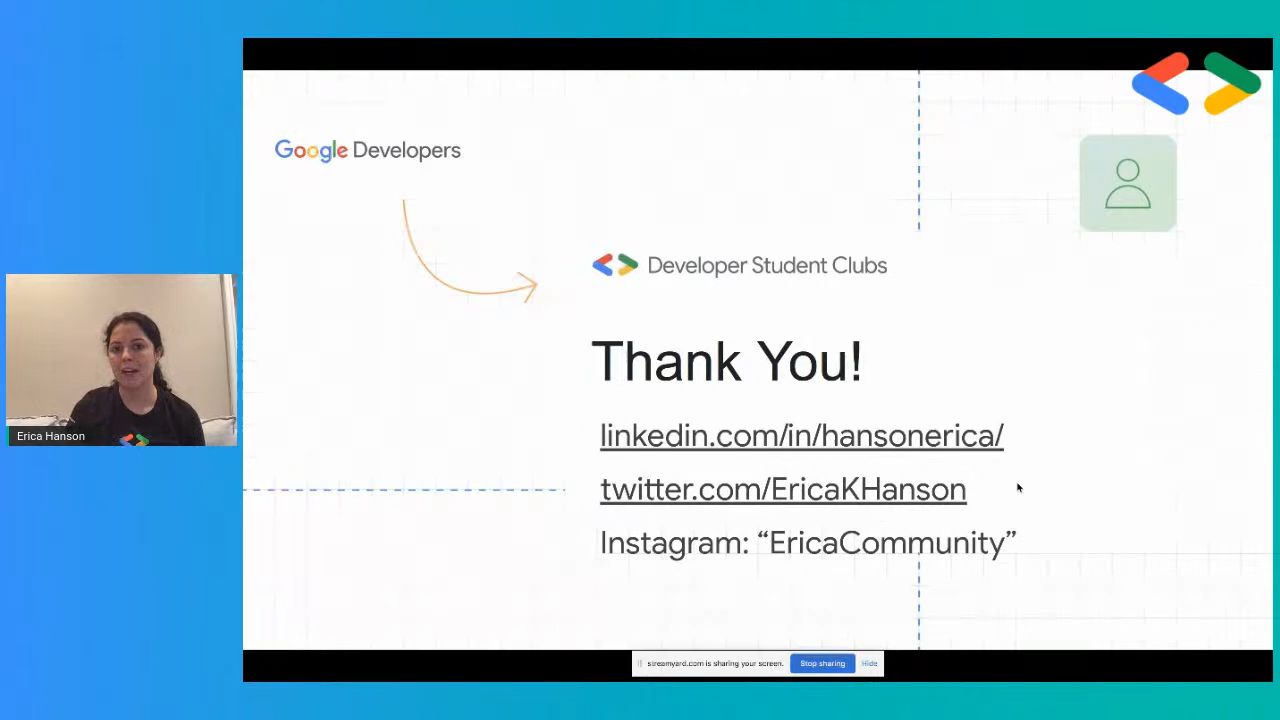 Google Developers
Developer Student Clubs
Thank You!
linkedin.com/in/hansonerica/
twitter.com/EricaKHanson
Instagram: “EricaCommunity”
Erica Hanson
streamyard.com is sharing your screen.
Stop sharing
Hide